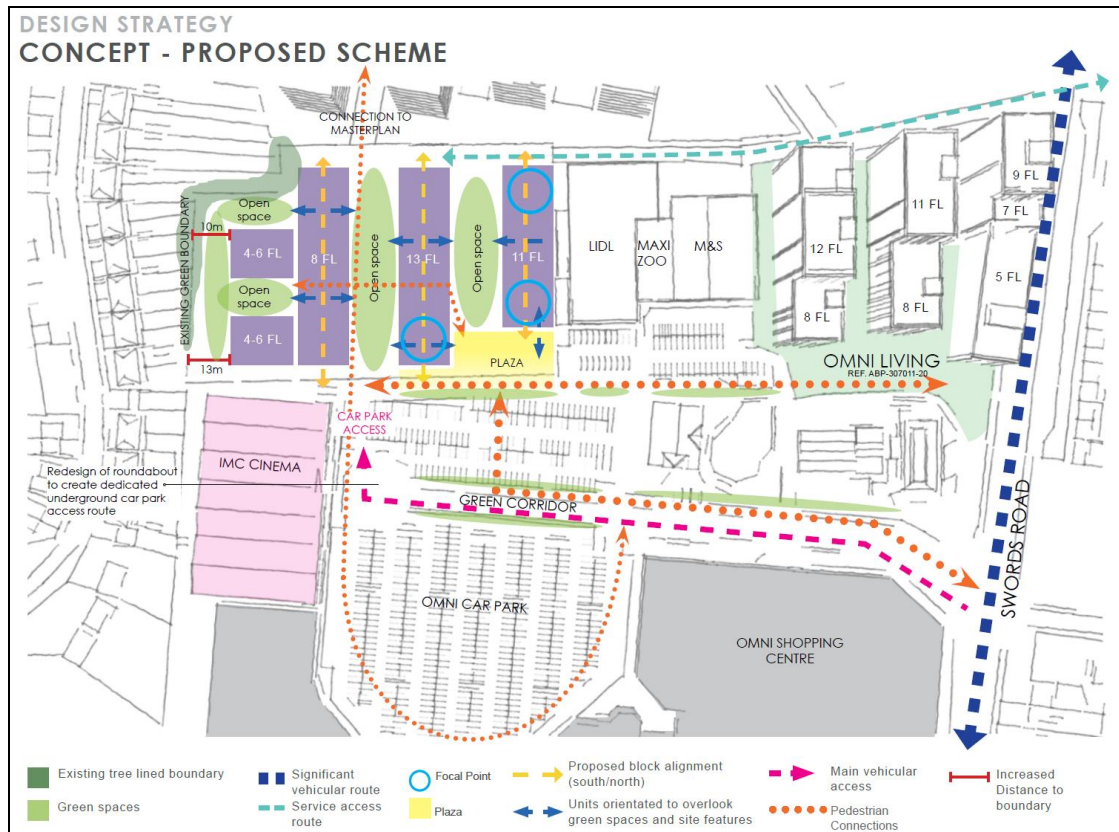 DESIGN STRATEGY
CONCEPT - PROPOSED SCHEME
CONNECTION TO
MASTERPLAN
EXISTING GREEN BOUNDARY
Open
space
10m
4-6 FL
Open
space
4-6 FL
13m
8 FL
Open space
13 FL
Open space
11 FL
PLAZA
LIDL
MAXI
ZOO
M&S
12 FL
8 FL
11 FL
8 FL
9 FL
7 FL
5 FL
OMNI LIVING
REF. ABP-307011-20
CAR PARK
ACCESS
IMC CINEMA
Redesign of roundabout
to create dedicated
underground car park
access route
GREEN CORRIDOR
OMNI CAR PARK
OMNI SHOPPING
CENTRE
SWORDS ROAD
Existing tree lined boundary
Green spaces
Significant
vehicular route
Service access
route
Focal Point
Plaza
Proposed block alignment
(south/north)
Units orientated to overlook
green spaces and site features
Main vehicular
access
Pedestrian
Connections
Increased
Distance to
boundary